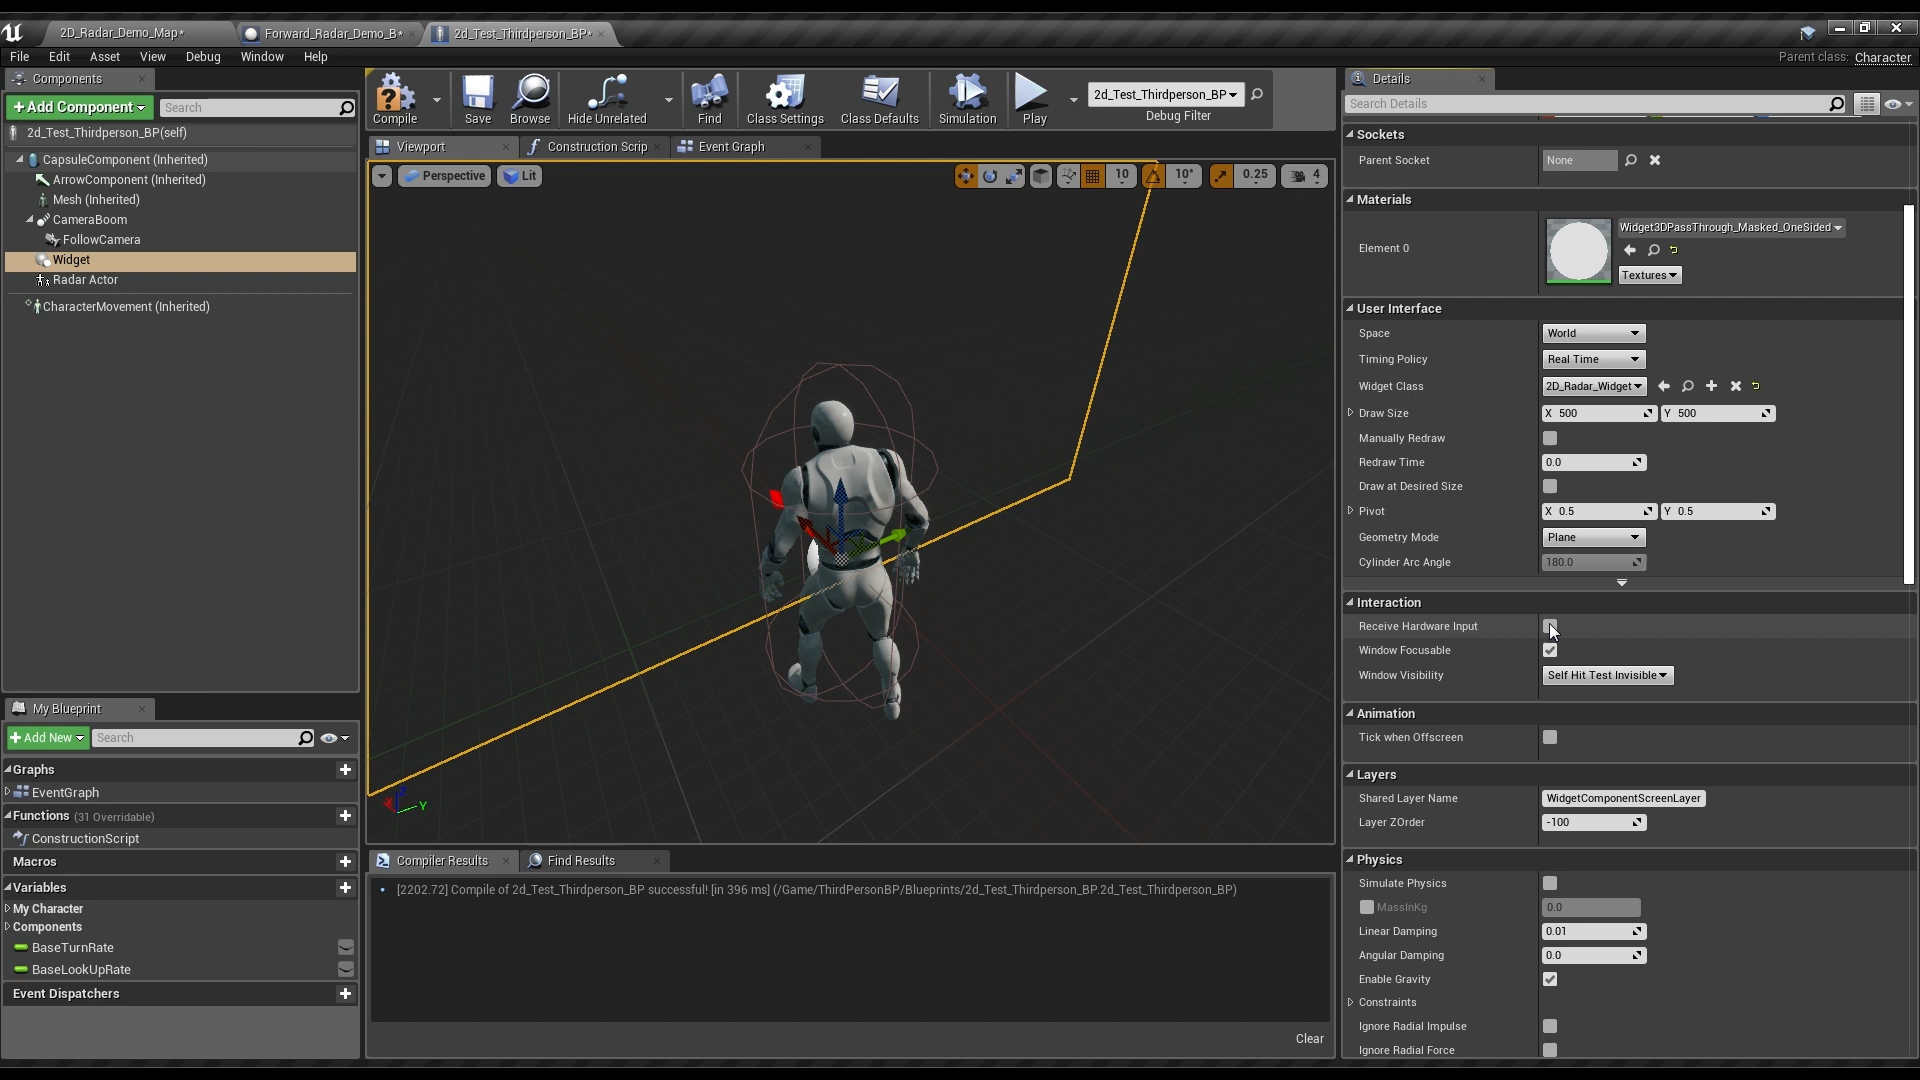 2D_Radar_Demo_Map*
Forward_Radar_Demo_B*
2d_Test_Thirdperson_BP*
File Edit Asset View Debug Window Help
Parent class: Character
Components
+ Add Component
Search
2d_Test_Thirdperson_BP(self)
CapsuleComponent (Inherited)
ArrowComponent (Inherited)
Mesh (Inherited)
CameraBoom
FollowCamera
Widget
Radar Actor
CharacterMovement (Inherited)
My Blueprint
+ Add New
Search
Graphs
EventGraph
Functions (31 Overridable)
ConstructionScript
Macros
Variables
My Character
Components
BaseTurnRate
BaseLookUpRate
Event Dispatchers
Compile Save Browse Hide Unrelated Find Class Settings Class Defaults Simulation Play
2d_Test_Thirdperson_BP
Debug Filter
Viewport
Construction Scrip
Event Graph
Perspective
Lit
10
10°
0.25
4
X Z Y
Compiler Results
Find Results
[2202.72] Compile of 2d_Test_Thirdperson_BP successful! [in 396 ms] (/Game/ThirdPersonBP/Blueprints/2d_Test_Thirdperson_BP.2d_Test_Thirdperson_BP)
Clear
Details
Search Details
Sockets
Parent Socket None
Materials
Element 0
Widget3DPassThrough_Masked_OneSided
Textures
User Interface
Space World
Timing Policy Real Time
Widget Class 2D_Radar_Widget
Draw Size X 500 Y 500
Manually Redraw
Redraw Time 0.0
Draw at Desired Size
Pivot X 0.5 Y 0.5
Geometry Mode Plane
Cylinder Arc Angle 180.0
Interaction
Receive Hardware Input
Window Focusable
Window Visibility Self Hit Test Invisible
Animation
Tick when Offscreen
Layers
Shared Layer Name WidgetComponentScreenLayer
Layer ZOrder -100
Physics
Simulate Physics
MassInKg 0.0
Linear Damping 0.01
Angular Damping 0.0
Enable Gravity
Constraints
Ignore Radial Impulse
Ignore Radial Force